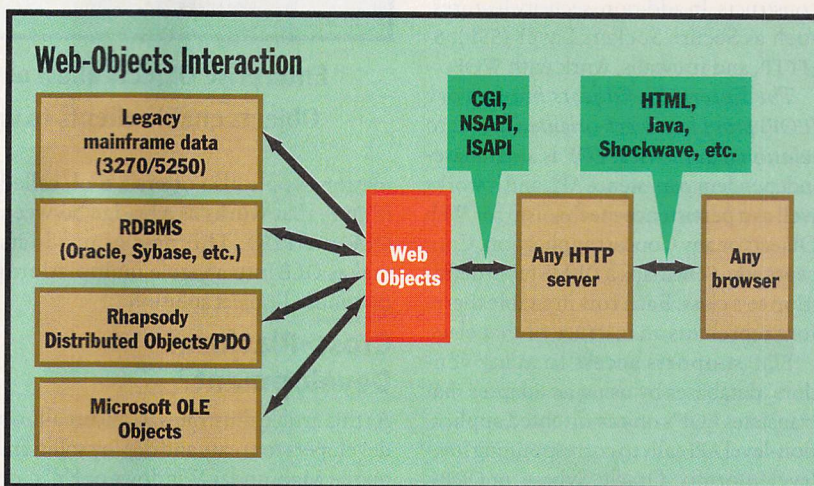 Web-Objects Interaction
Legacy
mainframe data
(3270/5250)
RDBMS
(Oracle, Sybase, etc.)
Rhapsody
Distributed Objects/PDO
Microsoft OLE
Objects
Web
Objects
CGI,
NSAPI,
ISAPI
Any HTTP
server
HTML,
Java,
Shockwave, etc.
Any
browser